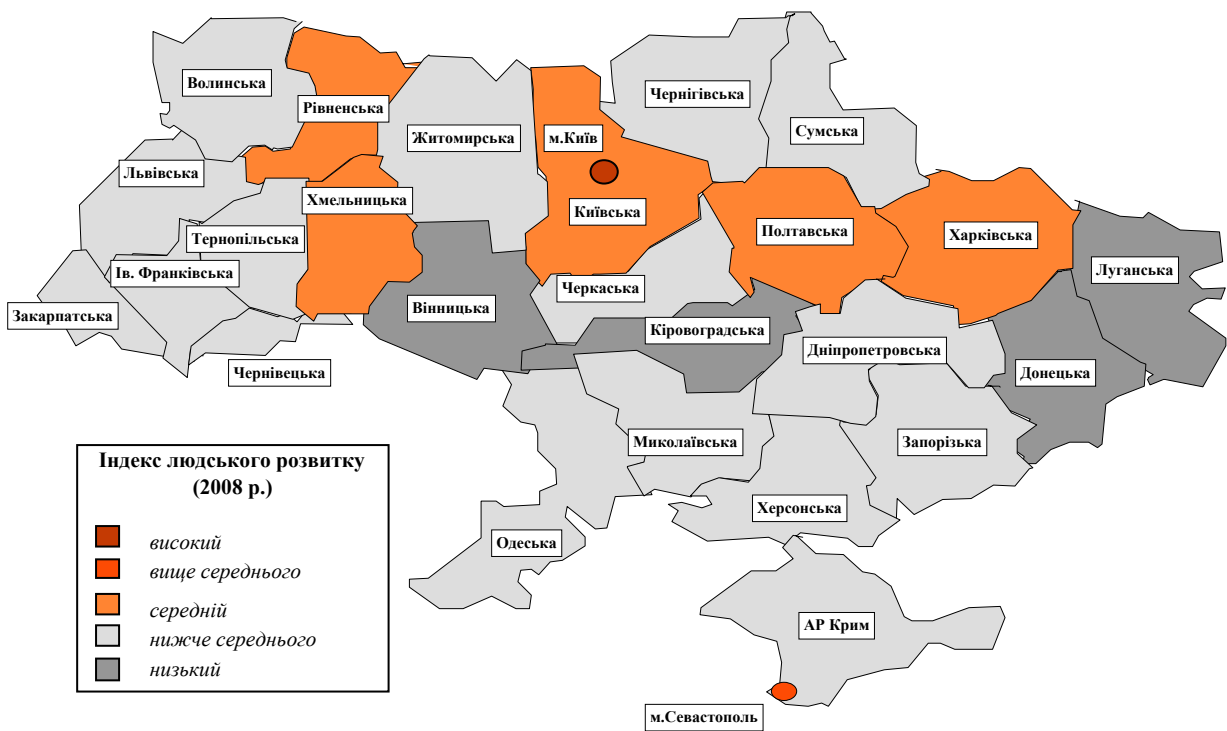 Волинська
Рівненська
Житомирська
м.Київ
Чернігівська
Сумська
Львівська
Хмельницька
Київська
Тернопільська
Полтавська
Харківська
Ів. Франківська
Черкаська
Луганська
Закарпатська
Вінницька
Кіровоградська
Дніпропетровська
Чернівецька
Донецька
Миколаївська
Запорізька
Херсонська
Одеська
АР Крим
м.Севастополь
Індекс людського розвитку
(2008 р.)
високий
вище середнього
середній
нижче середнього
низький